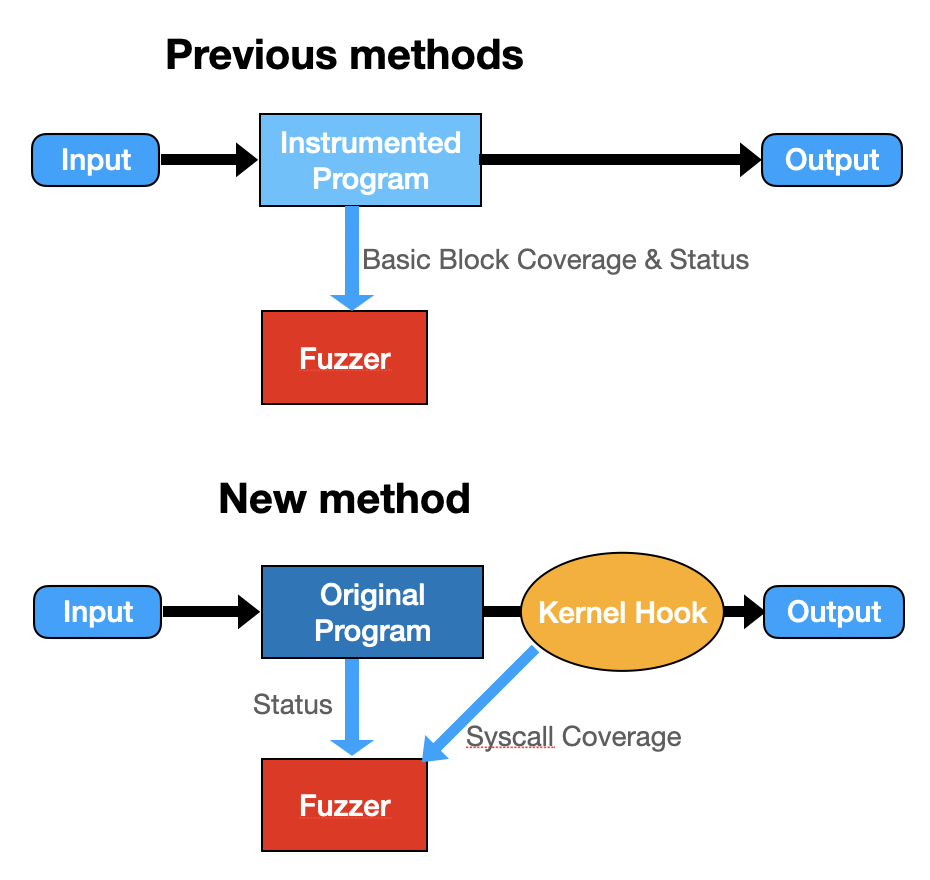 Previous methods
Input
Instrumented
Program
Output
Basic Block Coverage & Status
Fuzzer
New method
Input
Original
Program
Kernel Hook
Output
Status
Syscall Coverage
Fuzzer